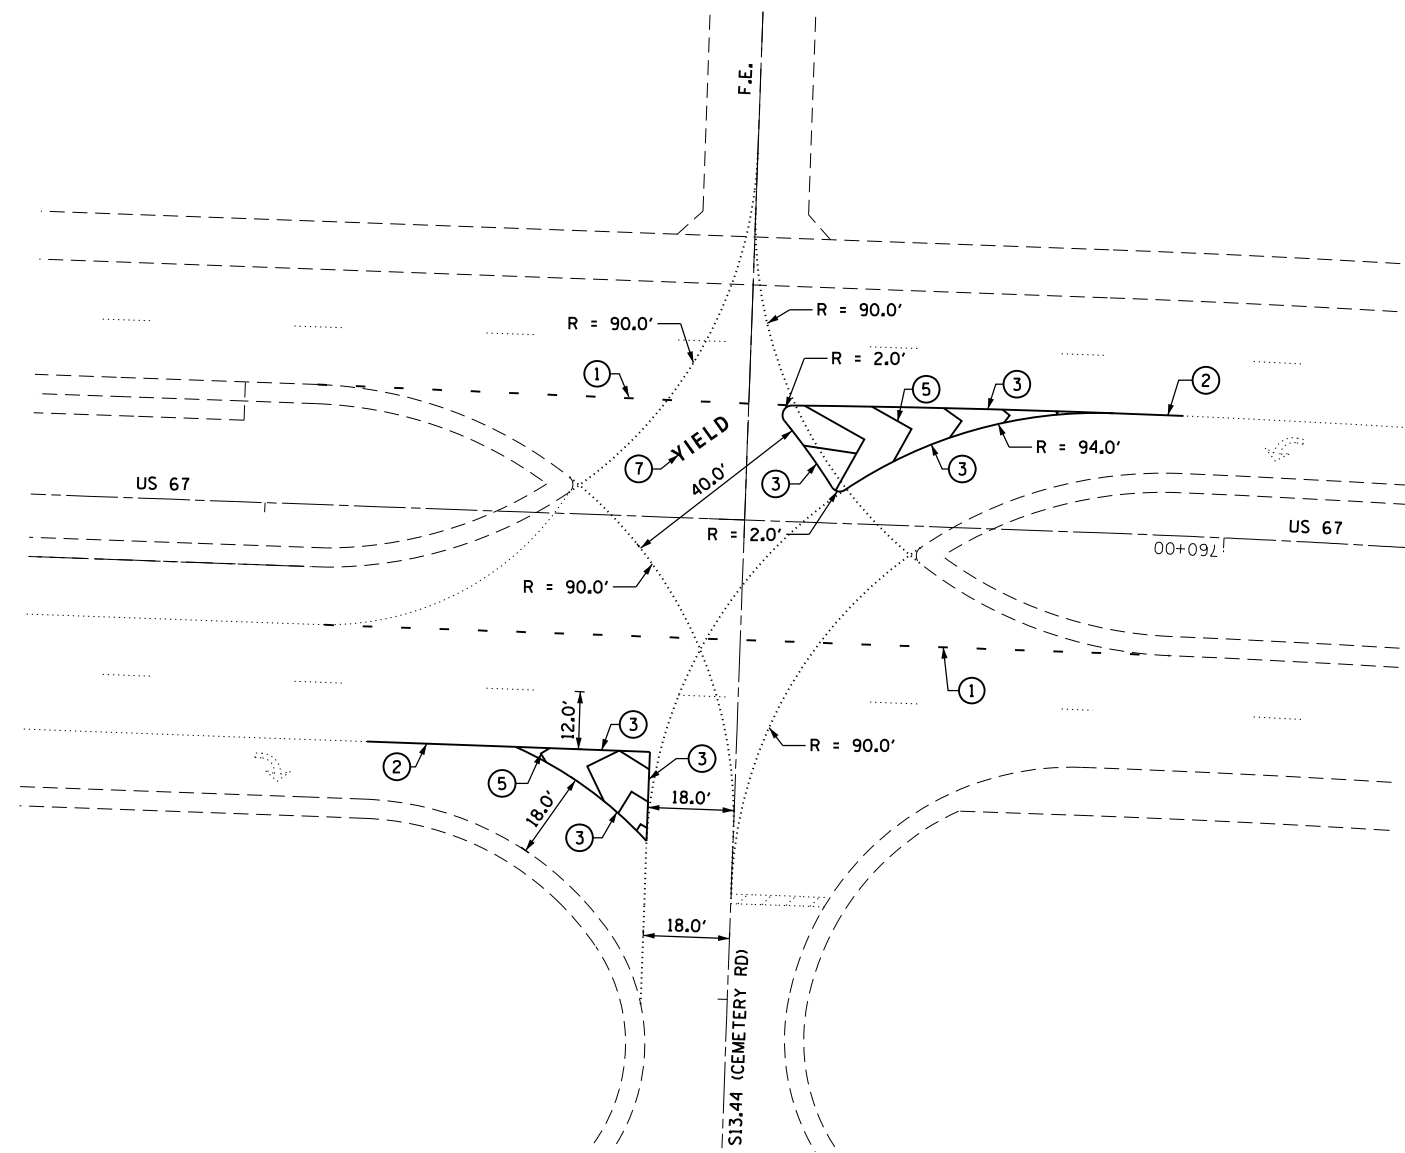 F.E.
R = 90.0'
R = 90.0'
R = 2.0'
1
5
3
2
YIELD
7
40.0'
3
R = 94.0'
3
US 67
R = 2.0'
US 67
760+00
R = 90.0'
1
12.0'
3
2
3
R = 90.0'
5
18.0'
18.0'
3
18.0'
S13.44 (CEMETERY RD)